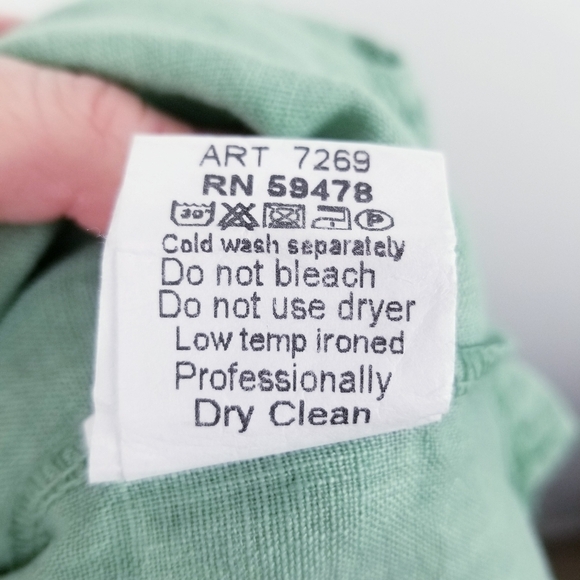 ART 7269
RN 59478
30° P
Cold wash separately
Do not bleach
Do not use dryer
Low temp ironed
Professionally
Dry Clean